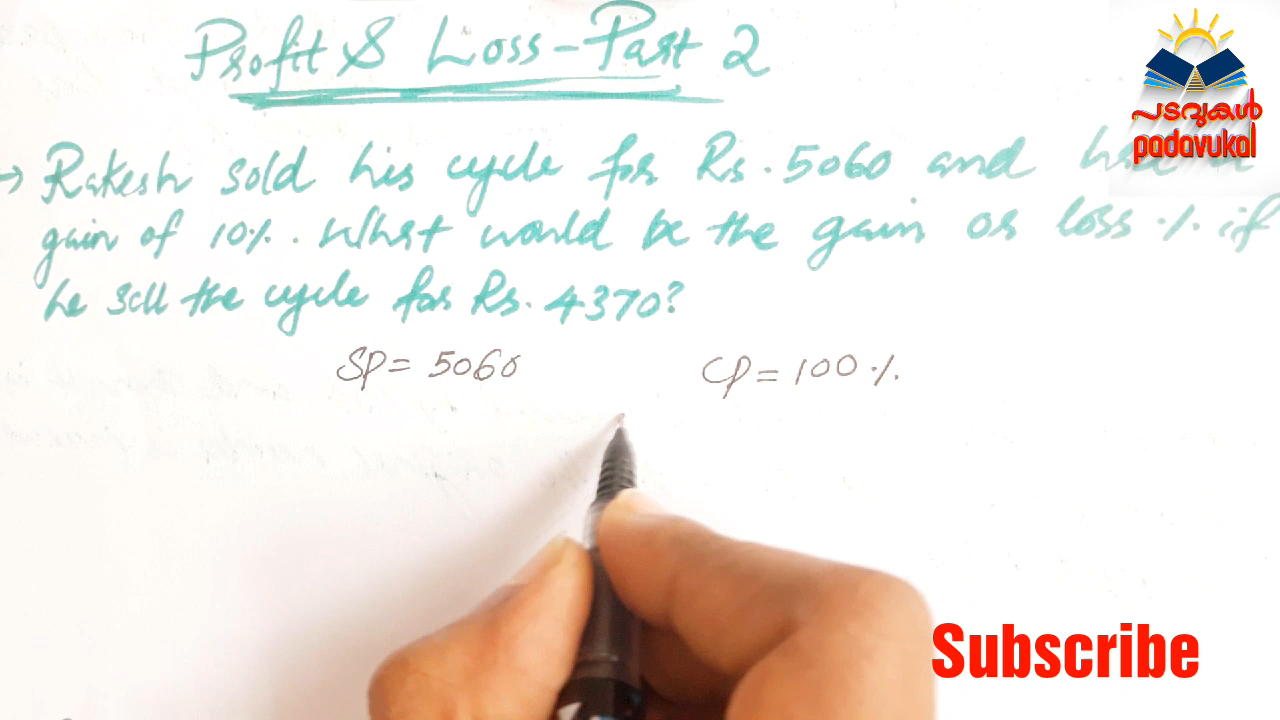 Profit & Loss - Part 2
പടവുകൾ
padavukal
→ Rakesh sold his cycle for Rs. 5060 and
gain of 10%. What would be the gain or loss % if
he sell the cycle for Rs. 4370?
SP = 5060 CP = 100%
Subscribe